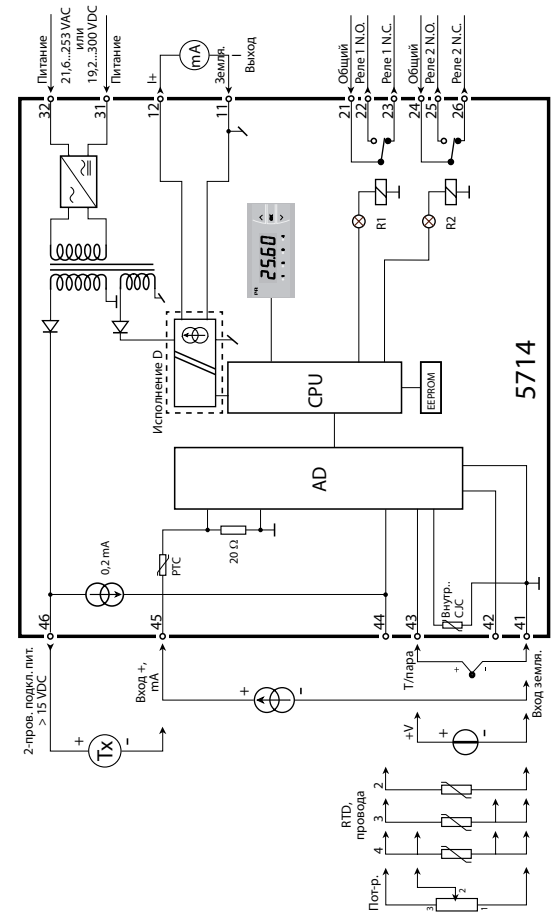 Питание
21,6...253 VAC
или
19,2...300 VDC
Питание
I+
mA
Земля.
Выход
Общий
Реле 1 N.O.
Реле 1 N.C.
Общий
Реле 2 N.O.
Реле 2 N.C.
32
31
12
11
21
22
23
24
25
26
R1
R2
25.60
Исполнение D
CPU
EEPROM
5714
AD
0,2 mA
PTC
20 Ω
Внутр..
CJC
46
45
44
43
42
41
2-пров. подкл. пит.
> 15 VDC
+
Tx
–
Вход +,
mA
+
–
Т/пара
+
-
Вход земля.
+V
+
–
RTD,
провода
2
3
4
Пот-р.
3
2
1